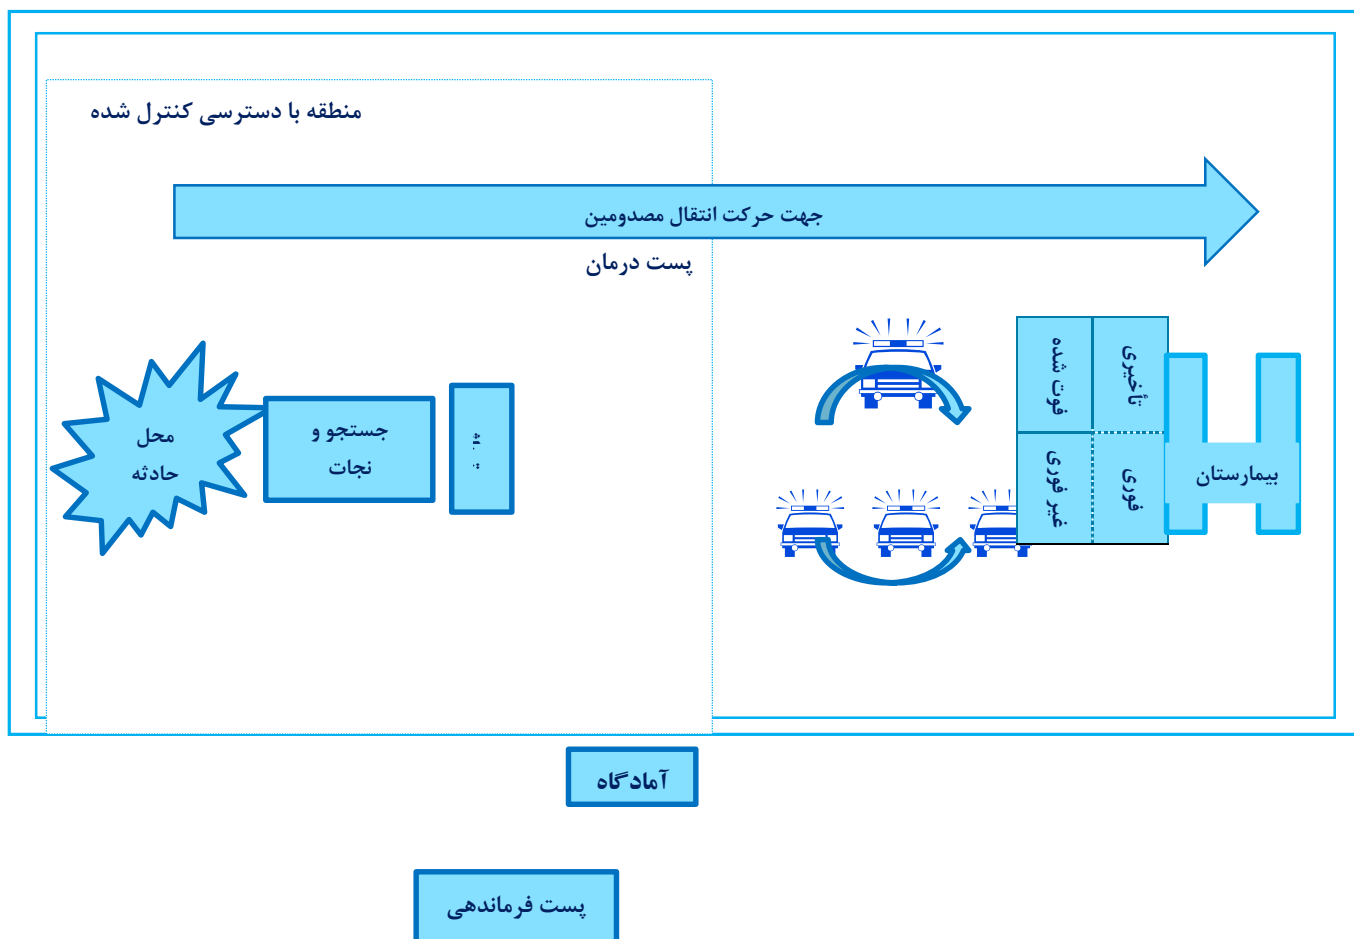 منطقه با دسترسی کنترل شده
جهت حرکت انتقال مصدومین
پست درمان
محل
حادثه
جستجو و
نجات
فوت شده
تأخیری
غیر فوری
فوری
بیمارستان
آمادگاه
پست فرماندهی